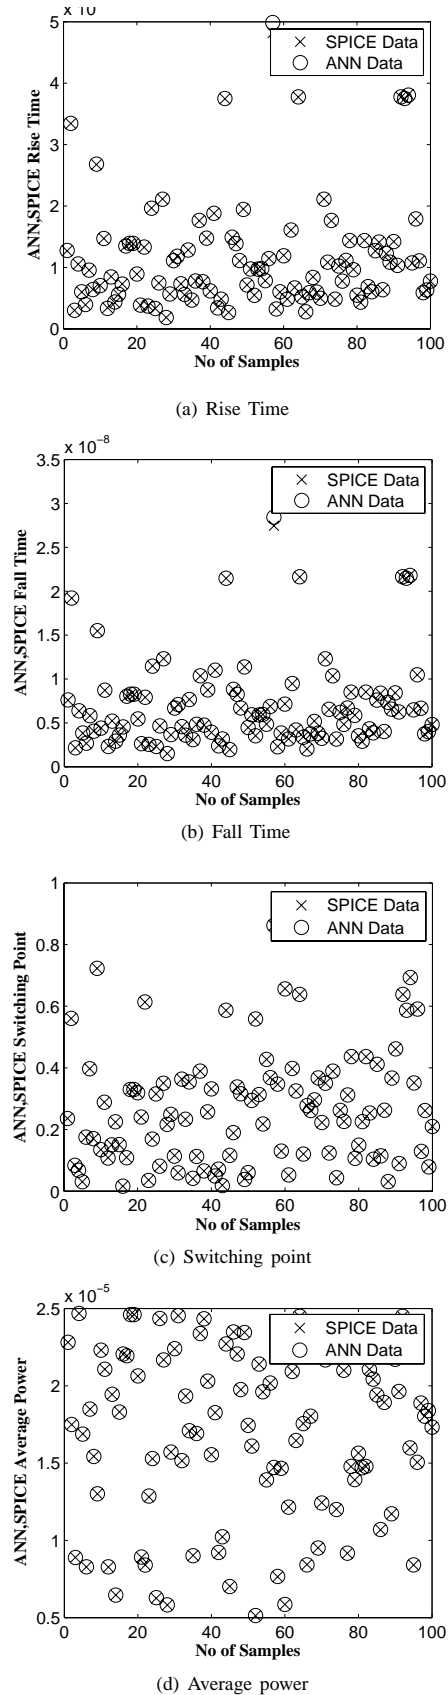 x 10
5
SPICE Data
ANN Data
4
3
2
1
0
ANN,SPICE Rise Time
0 20 40 60 80 100
No of Samples
(a) Rise Time
x 10-8
3.5
SPICE Data
ANN Data
3
2.5
2
1.5
1
0.5
0
ANN,SPICE Fall Time
0 20 40 60 80 100
No of Samples
(b) Fall Time
1
SPICE Data
ANN Data
0.8
0.6
0.4
0.2
0
ANN,SPICE Switching Point
0 20 40 60 80 100
No of Samples
(c) Switching point
x 10-5
2.5
SPICE Data
ANN Data
2
1.5
1
0.5
ANN,SPICE Average Power
0 20 40 60 80 100
No of Samples
(d) Average power